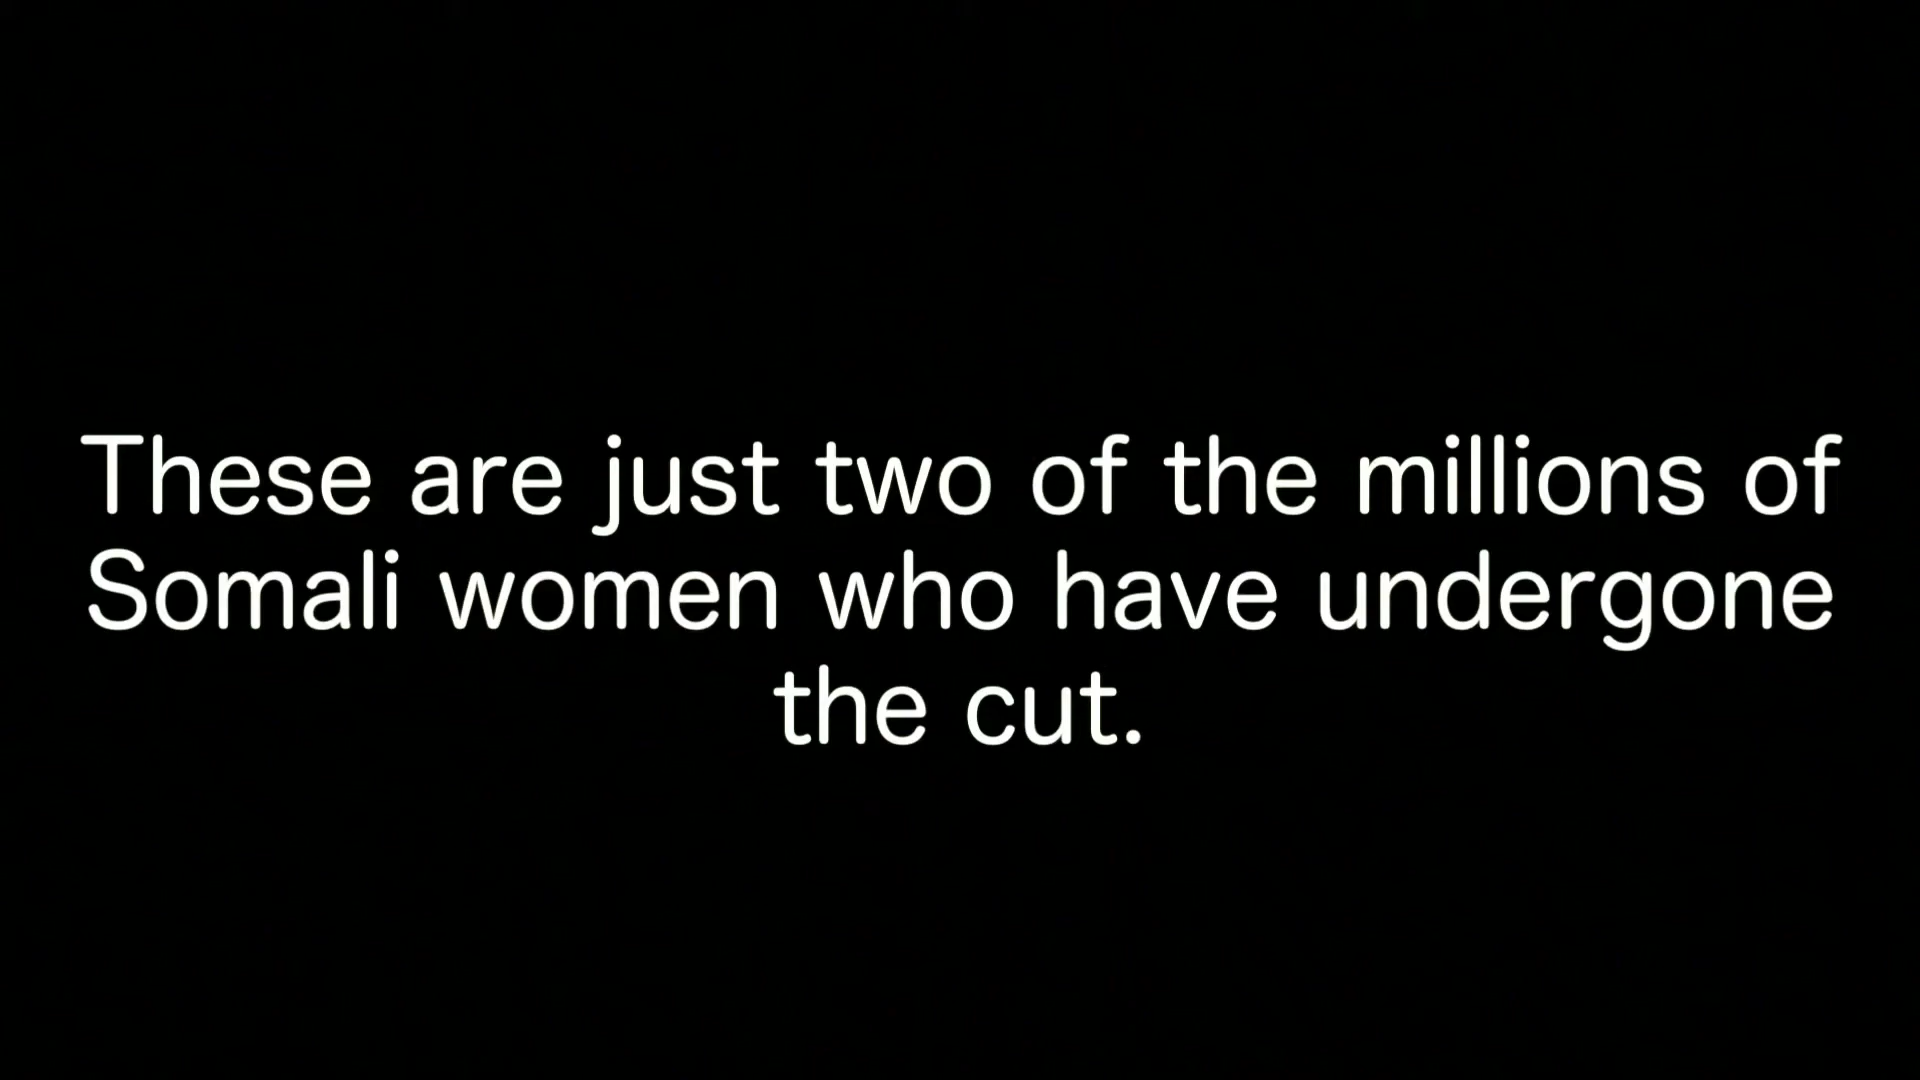 These are just two of the millions of
Somali women who have undergone
the cut.